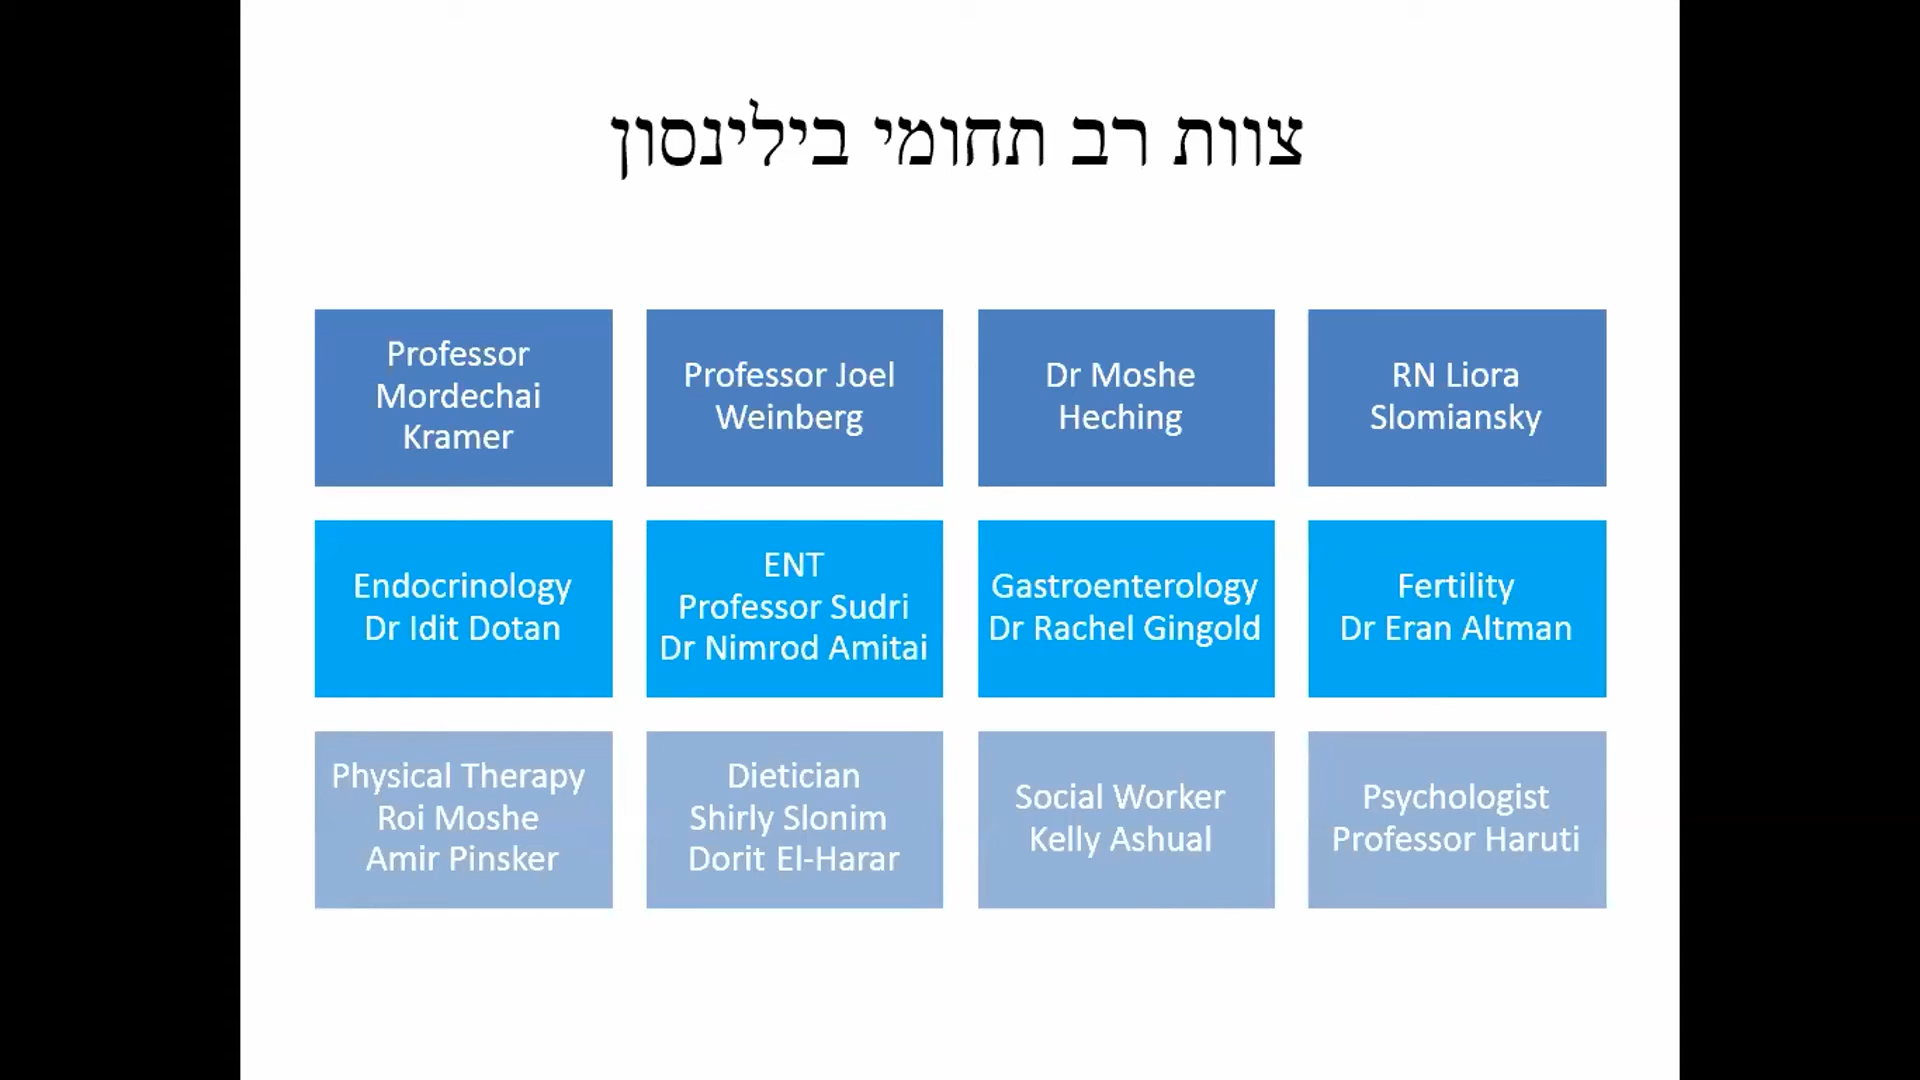 צוות רב תחומי בילינסון
Professor
Mordechai
Kramer
Professor Joel
Weinberg
Dr Moshe
Heching
RN Liora
Slomiansky
Endocrinology
Dr Idit Dotan
ENT
Professor Sudri
Dr Nimrod Amitai
Gastroenterology
Dr Rachel Gingold
Fertility
Dr Eran Altman
Physical Therapy
Roi Moshe
Amir Pinsker
Dietician
Shirly Slonim
Dorit El-Harar
Social Worker
Kelly Ashual
Psychologist
Professor Haruti